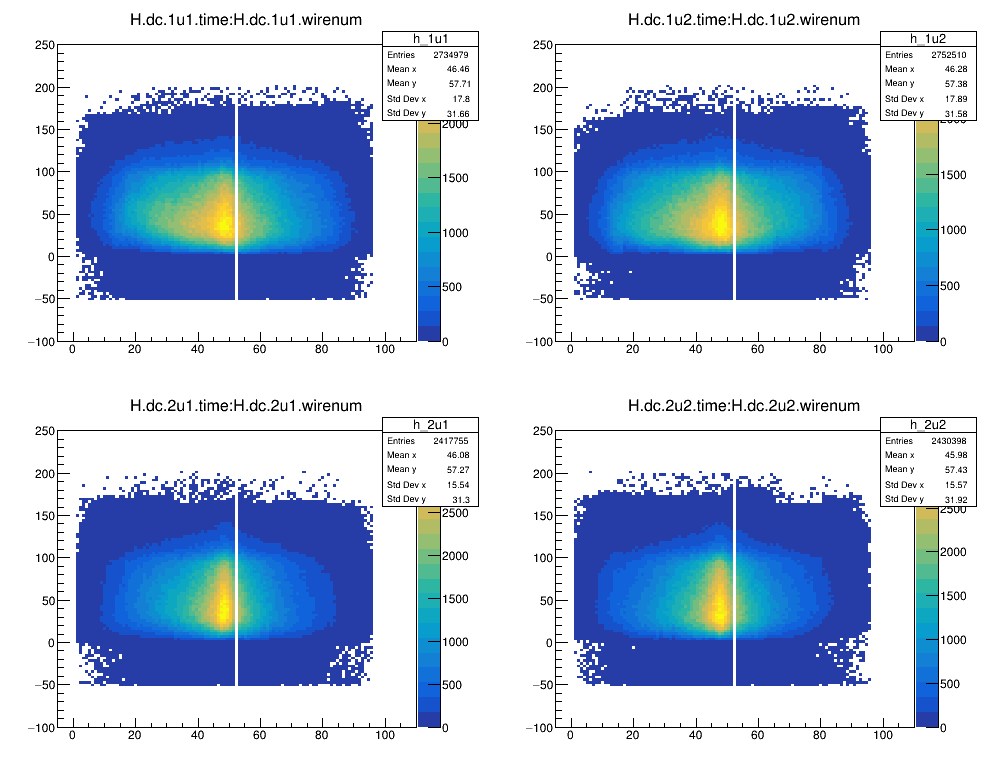 H.dc.1u1.time:H.dc.1u1.wirenum
h_1u1
Entries 2734979
Mean x 46.46
Mean y 57.71
Std Dev x 17.8
Std Dev y 31.66
250
200
150
100
50
0
−50
−100
0 20 40 60 80 100
2000
1500
1000
500
0
H.dc.1u2.time:H.dc.1u2.wirenum
h_1u2
Entries 2752510
Mean x 46.28
Mean y 57.38
Std Dev x 17.89
Std Dev y 31.58
250
200
150
100
50
0
−50
−100
0 20 40 60 80 100
2000
1500
1000
500
0
H.dc.2u1.time:H.dc.2u1.wirenum
h_2u1
Entries 2417755
Mean x 46.08
Mean y 57.27
Std Dev x 15.54
Std Dev y 31.3
250
200
150
100
50
0
−50
−100
0 20 40 60 80 100
2500
2000
1500
1000
500
0
H.dc.2u2.time:H.dc.2u2.wirenum
h_2u2
Entries 2430398
Mean x 45.98
Mean y 57.43
Std Dev x 15.57
Std Dev y 31.92
250
200
150
100
50
0
−50
−100
0 20 40 60 80 100
2500
2000
1500
1000
500
0